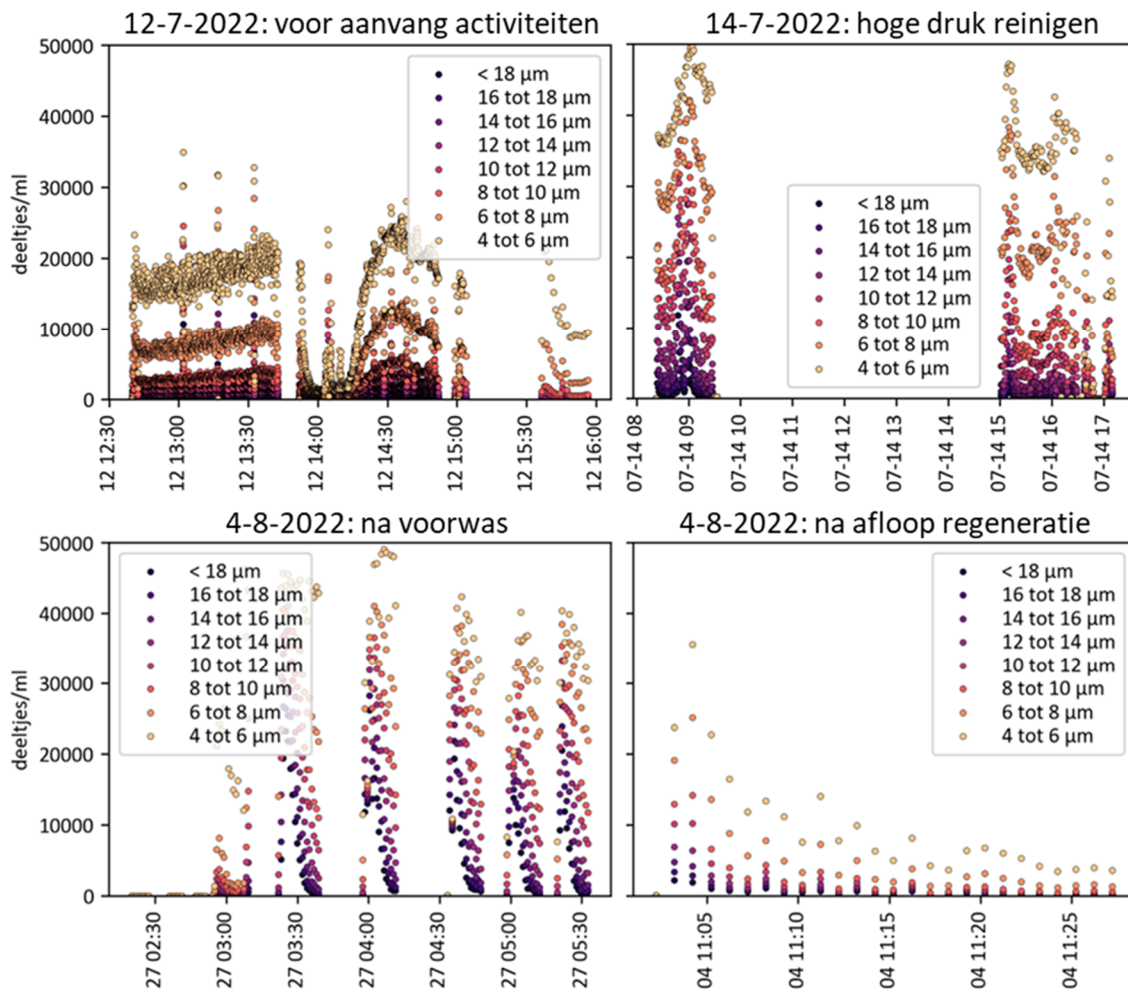 12-7-2022: voor aanvang activiteiten
deeltjes/ml
50000
40000
30000
20000
10000
0
< 18 µm
16 tot 18 µm
14 tot 16 µm
12 tot 14 µm
10 tot 12 µm
8 tot 10 µm
6 tot 8 µm
4 tot 6 µm
12 12:30
12 13:00
12 13:30
12 14:00
12 14:30
12 15:00
12 15:30
12 16:00
14-7-2022: hoge druk reinigen
< 18 µm
16 tot 18 µm
14 tot 16 µm
12 tot 14 µm
10 tot 12 µm
8 tot 10 µm
6 tot 8 µm
4 tot 6 µm
07-14 08
07-14 09
07-14 10
07-14 11
07-14 12
07-14 13
07-14 14
07-14 15
07-14 16
07-14 17
4-8-2022: na voorwas
deeltjes/ml
50000
40000
30000
20000
10000
0
< 18 µm
16 tot 18 µm
14 tot 16 µm
12 tot 14 µm
10 tot 12 µm
8 tot 10 µm
6 tot 8 µm
4 tot 6 µm
27 02:30
27 03:00
27 03:30
27 04:00
27 04:30
27 05:00
27 05:30
4-8-2022: na afloop regeneratie
< 18 µm
16 tot 18 µm
14 tot 16 µm
12 tot 14 µm
10 tot 12 µm
8 tot 10 µm
6 tot 8 µm
4 tot 6 µm
04 11:05
04 11:10
04 11:15
04 11:20
04 11:25